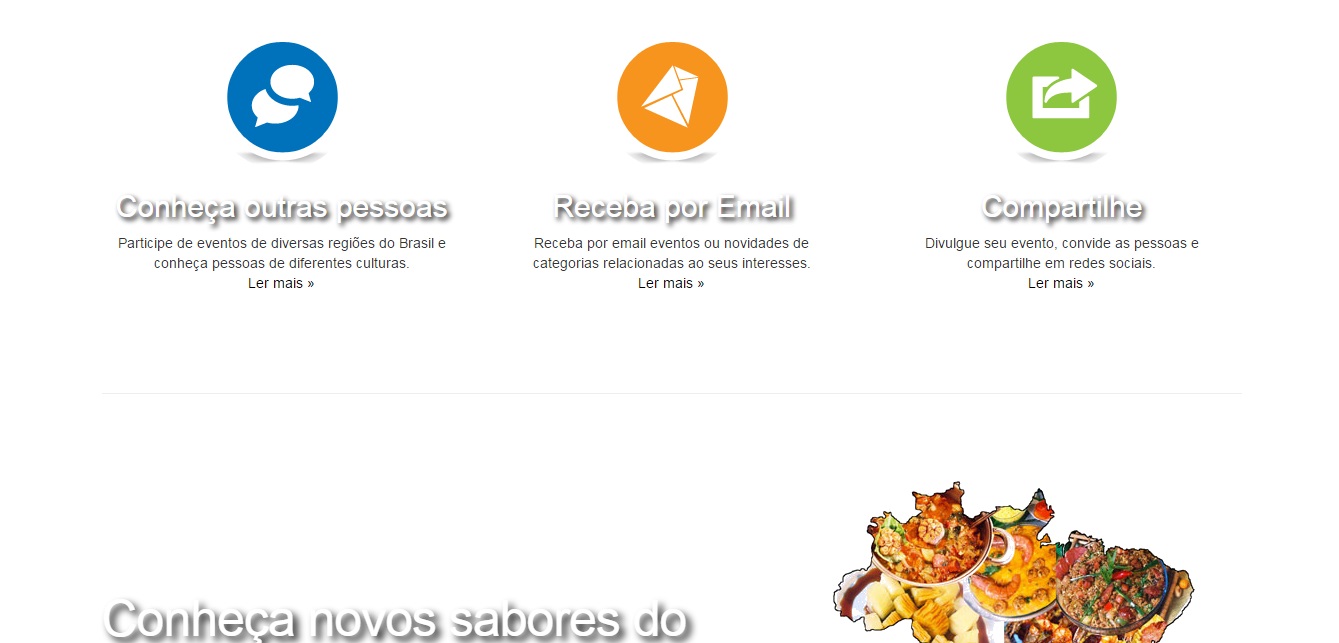 Conheça outras pessoas
Participe de eventos de diversas regiões do Brasil e
conheça pessoas de diferentes culturas.
Ler mais »
Receba por Email
Receba por email eventos ou novidades de
categorias relacionadas ao seus interesses.
Ler mais »
Compartilhe
Divulgue seu evento, convide as pessoas e
compartilhe em redes sociais.
Ler mais »
Conheça novos sabores do